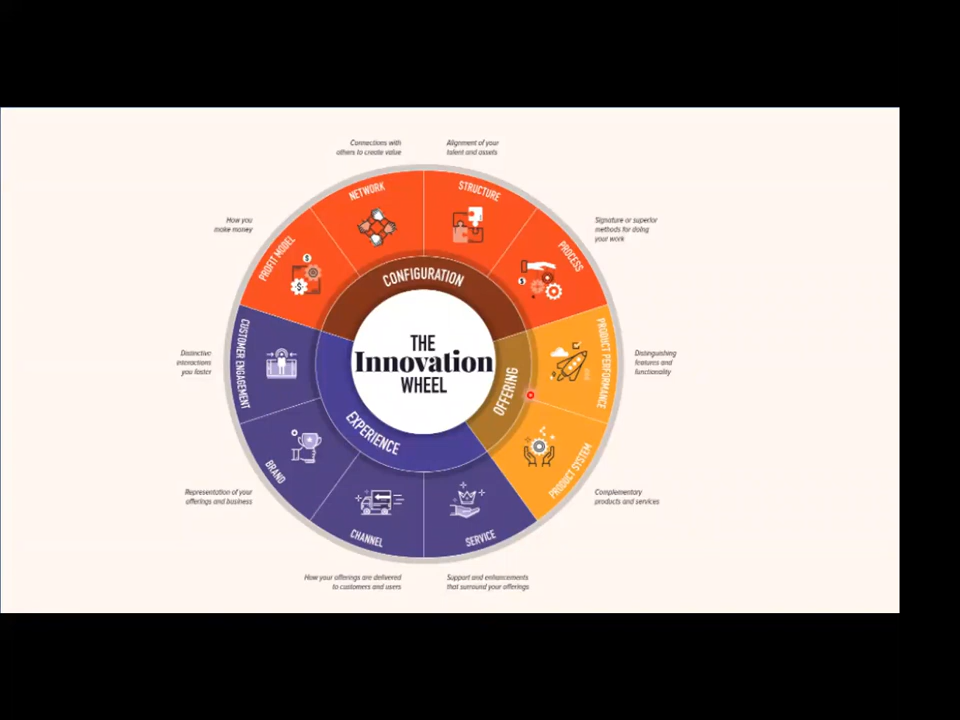 Connections with
others to create value
Alignment of your
talent and assets
NETWORK
STRUCTURE
How you
make money
Signature or superior
methods for doing
your work
PROFIT MODEL
PROCESS
CONFIGURATION
THE
Innovation
WHEEL
CUSTOMER ENGAGEMENT
PRODUCT PERFORMANCE
Distinctive
interactions
you foster
Distinguishing
features and
functionality
OFFERING
EXPERIENCE
BRAND
PRODUCT SYSTEM
Representation of your
offerings and business
Complementary
products and services
CHANNEL
SERVICE
How your offerings are delivered
to customers and users
Support and enhancements
that surround your offerings